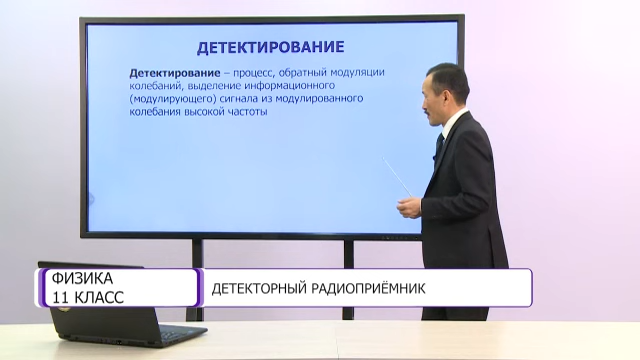 ДЕТЕКТИРОВАНИЕ
Детектирование – процесс, обратный модуляции
колебаний, выделение информационного
(модулирующего) сигнала из модулированного
колебания высокой частоты
ФИЗИКА
11 КЛАСС
ДЕТЕКТОРНЫЙ РАДИОПРИЁМНИК